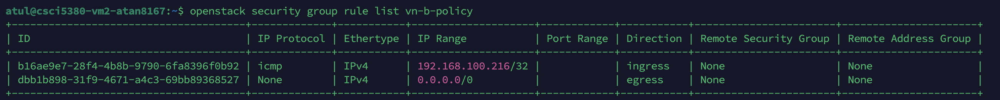 atul@csci5380-vm2-atan8167:~$ openstack security group rule list vn-b-policy
+--------------------------------------+-------------+-----------+--------------------+------------+-----------+-----------------------+----------------------+
| ID                                   | IP Protocol | Ethertype | IP Range           | Port Range | Direction | Remote Security Group | Remote Address Group |
+--------------------------------------+-------------+-----------+--------------------+------------+-----------+-----------------------+----------------------+
| b16ae9e7-28f4-4b8b-9790-6fa8396f0b92 | icmp        | IPv4      | 192.168.100.216/32 |            | ingress   | None                  | None                 |
| dbb1b898-31f9-4671-a4c3-69bb89368527 | None        | IPv4      | 0.0.0.0/0          |            | egress    | None                  | None                 |
+--------------------------------------+-------------+-----------+--------------------+------------+-----------+-----------------------+----------------------+